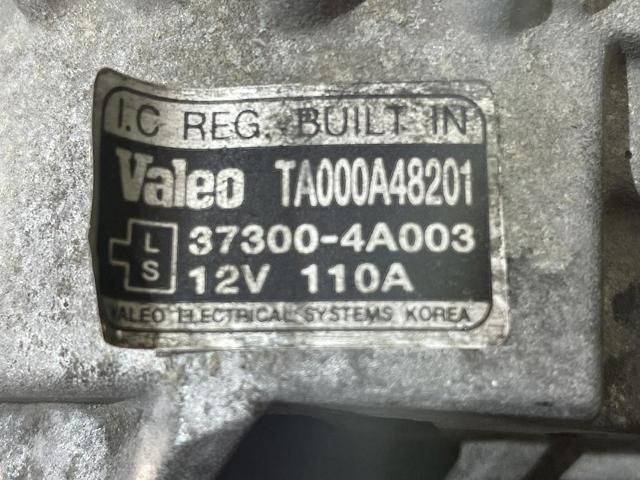 I.C REG. BUILT IN
Valeo TA000A48201
L 37300-4A003
S 12V 110A
VALEO ELECTRICAL SYSTEMS KOREA